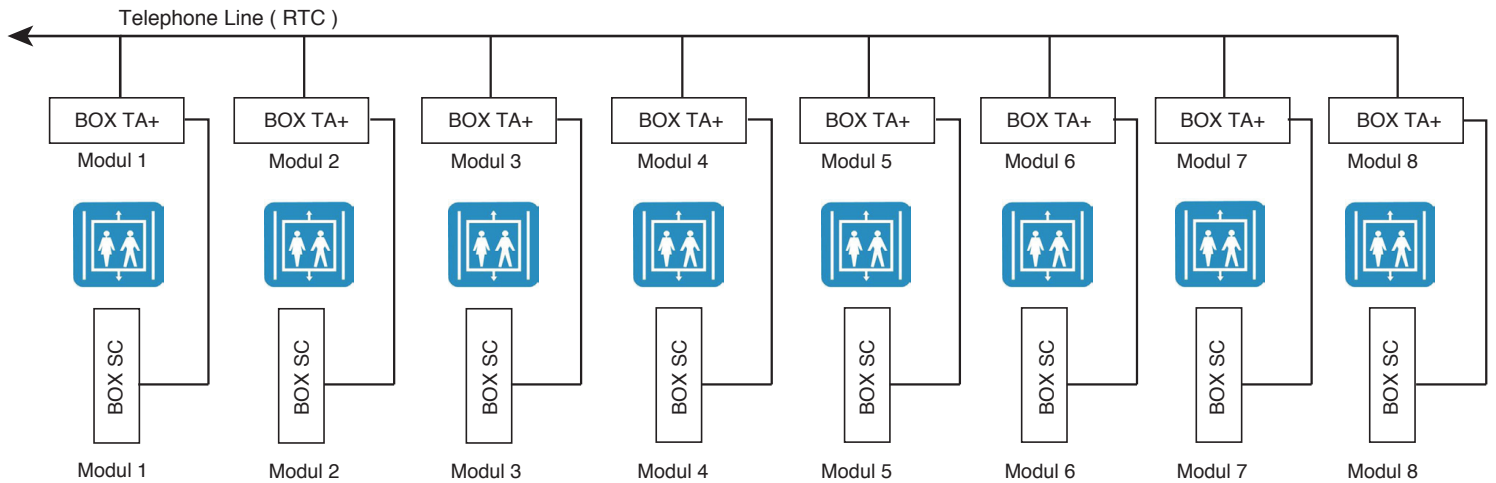 Telephone Line ( RTC )
BOX TA+ BOX TA+ BOX TA+ BOX TA+ BOX TA+ BOX TA+ BOX TA+ BOX TA+
Modul 1 Modul 2 Modul 3 Modul 4 Modul 5 Modul 6 Modul 7 Modul 8
BOX SC BOX SC BOX SC BOX SC BOX SC BOX SC BOX SC BOX SC
Modul 1 Modul 2 Modul 3 Modul 4 Modul 5 Modul 6 Modul 7 Modul 8